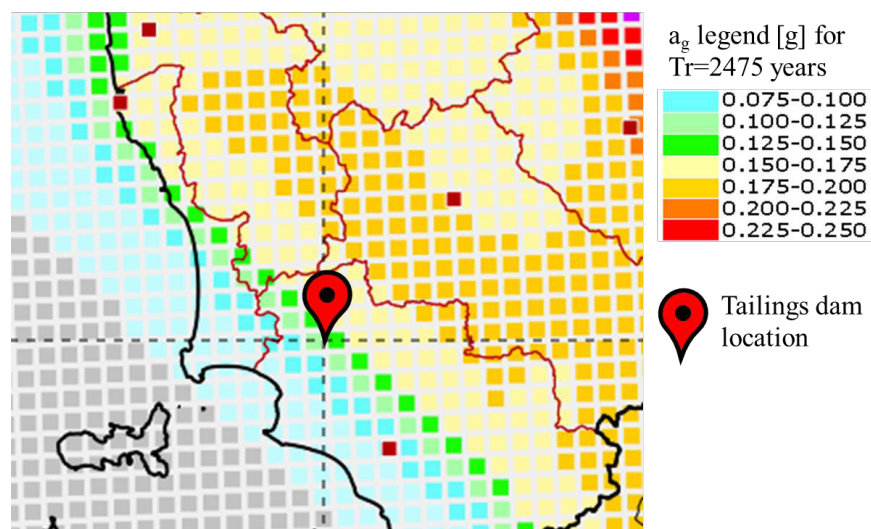 a_g legend [g] for
Tr=2475 years
0.075-0.100
0.100-0.125
0.125-0.150
0.150-0.175
0.175-0.200
0.200-0.225
0.225-0.250
Tailings dam
location